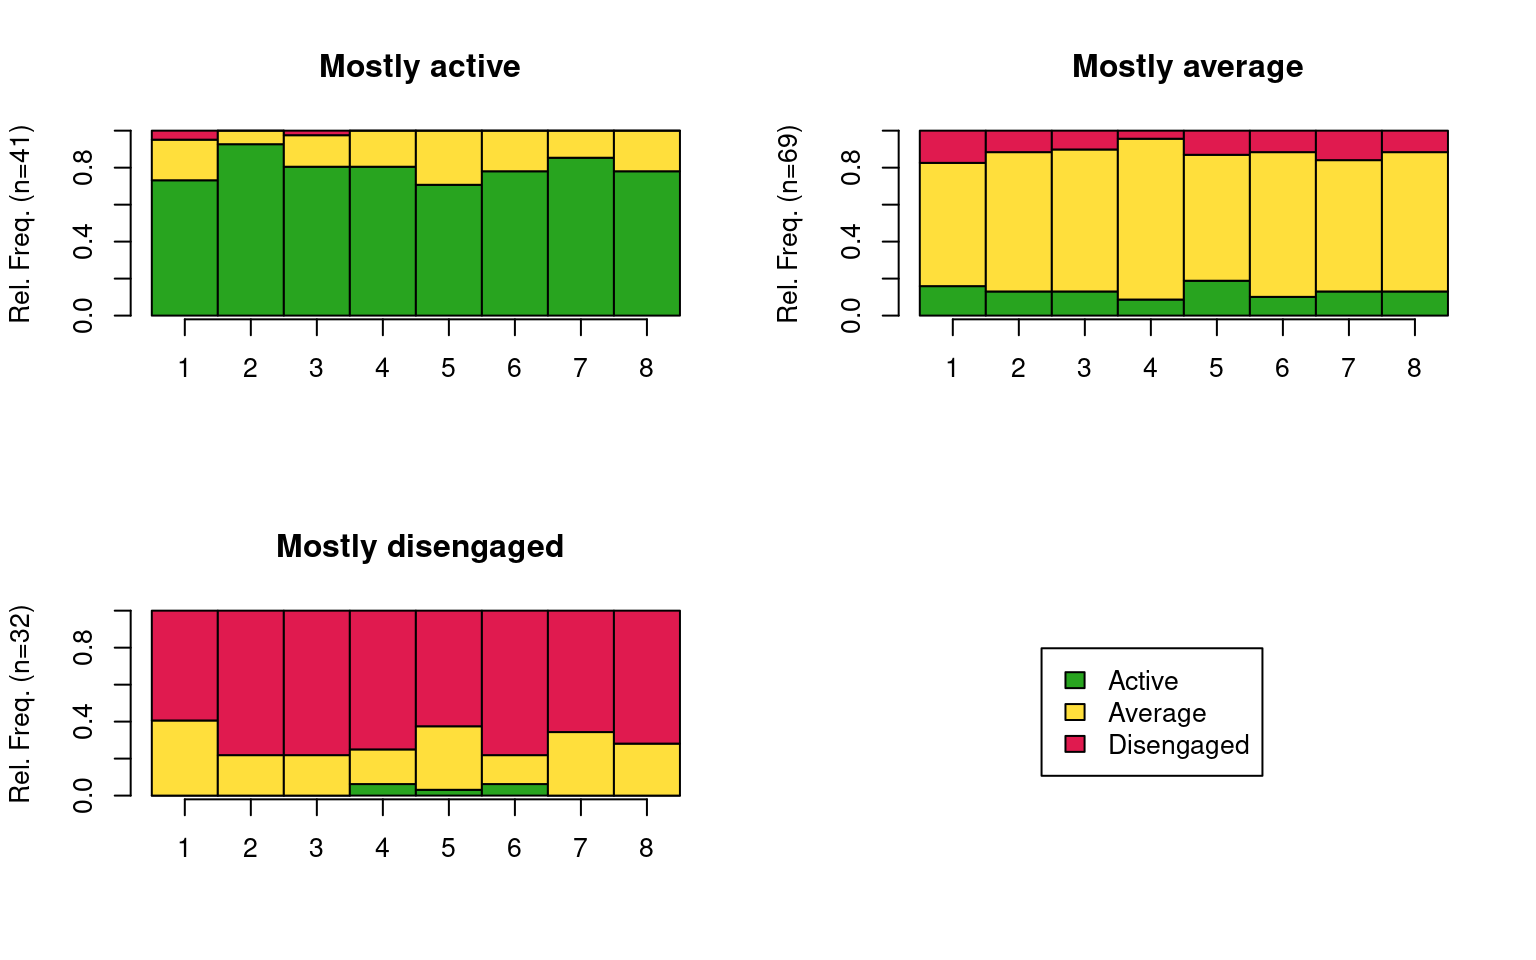 Mostly active
Rel. Freq. (n=41)
0.0 0.4 0.8
1 2 3 4 5 6 7 8
Mostly average
Rel. Freq. (n=69)
0.0 0.4 0.8
1 2 3 4 5 6 7 8
Mostly disengaged
Rel. Freq. (n=32)
0.0 0.4 0.8
1 2 3 4 5 6 7 8
Active
Average
Disengaged